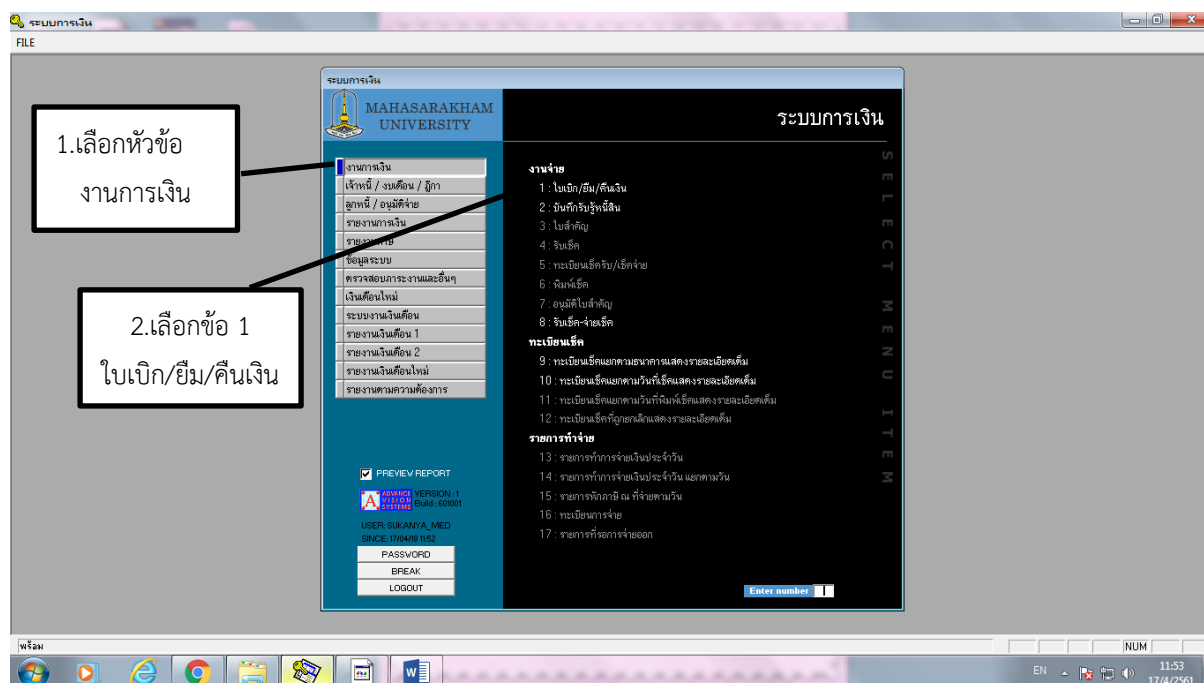 ระบบการเงิน
FILE
ระบบการเงิน
MAHASARAKHAM
UNIVERSITY
ระบบการเงิน
1.เลือกหัวข้อ
งานการเงิน
2.เลือกข้อ 1
ใบเบิก/ยืม/คืนเงิน
งานการเงิน
เจ้าหนี้ / งบเดือน / ฎีกา
ลูกหนี้ / อนุมัติจ่าย
รายงานการเงิน
ข้อมูลระบบ
ตรวจสอบภาระงานและอื่นๆ
เงินเดือนใหม่
ระบบงานเงินเดือน
รายงานเงินเดือน 1
รายงานเงินเดือน 2
รายงานเงินเดือนใหม่
รายงานตามความต้องการ
PREVIEW REPORT
ADVANCE
VISION
SYSTEMS
VERSION : 1
Build : 601001
USER: SUKANYA_MED
SINCE: 17/04/18 11:52
PASSWORD
BREAK
LOGOUT
งานจ่าย
1 : ใบเบิก/ยืม/คืนเงิน
2 : บันทึกรับรู้หนี้สิน
3 : ใบสำคัญ
4 : รับเช็ค
5 : ทะเบียนเช็ครับ/เช็คจ่าย
6 : พิมพ์เช็ค
7 : อนุมัติใบสำคัญ
8 : รับเช็ค-จ่ายเช็ค
ทะเบียนเช็ค
9 : ทะเบียนเช็คแยกตามธนาคารแสดงรายละเอียดเต็ม
10 : ทะเบียนเช็คแยกตามวันที่เช็คแสดงรายละเอียดเต็ม
11 : ทะเบียนเช็คแยกตามวันที่พิมพ์เช็คแสดงรายละเอียดเต็ม
12 : ทะเบียนเช็คที่ถูกยกเลิกแสดงรายละเอียดเต็ม
รายการทำจ่าย
13 : รายการทำการจ่ายเงินประจำวัน
14 : รายการทำการจ่ายเงินประจำวัน แยกตามวัน
15 : รายการหักภาษี ณ ที่จ่ายตามวัน
16 : ทะเบียนการจ่าย
17 : รายการที่รอการจ่ายออก
SELECT MENU ITEM
Enter number
พร้อม
NUM
EN
11:53
17/4/2561